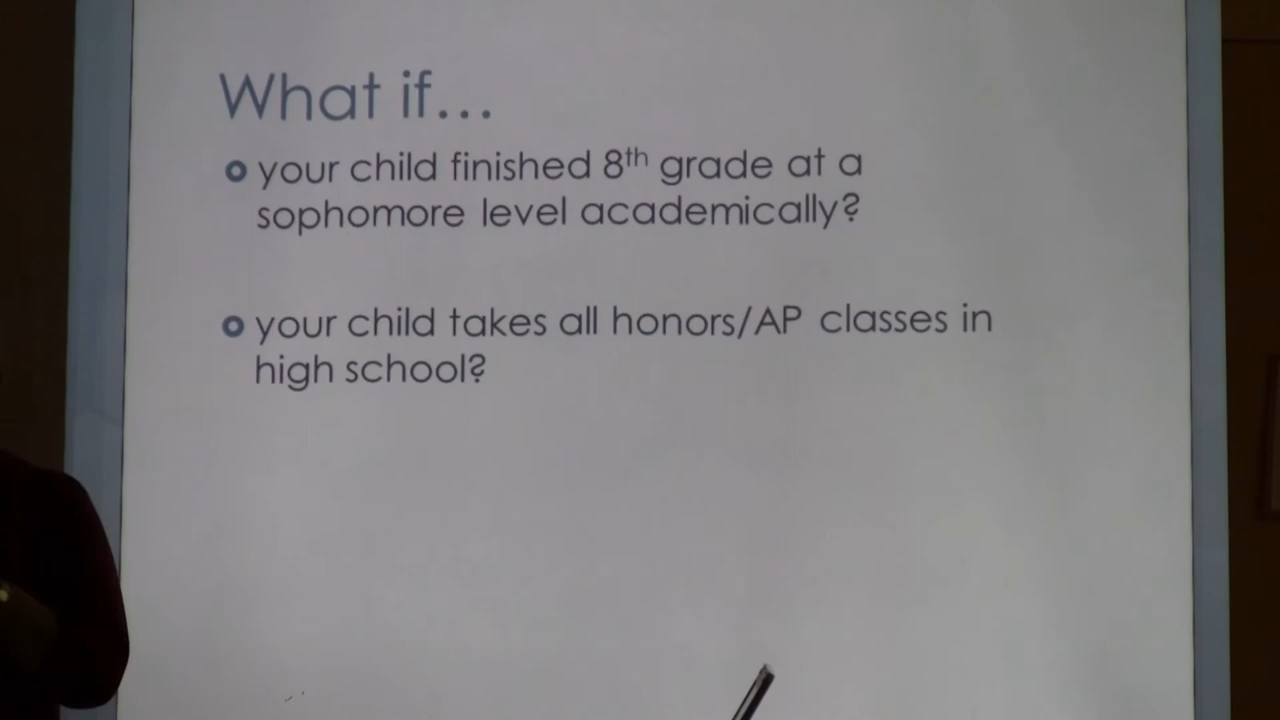 What if...
your child finished 8th grade at a
sophomore level academically?
your child takes all honors/AP classes in
high school?